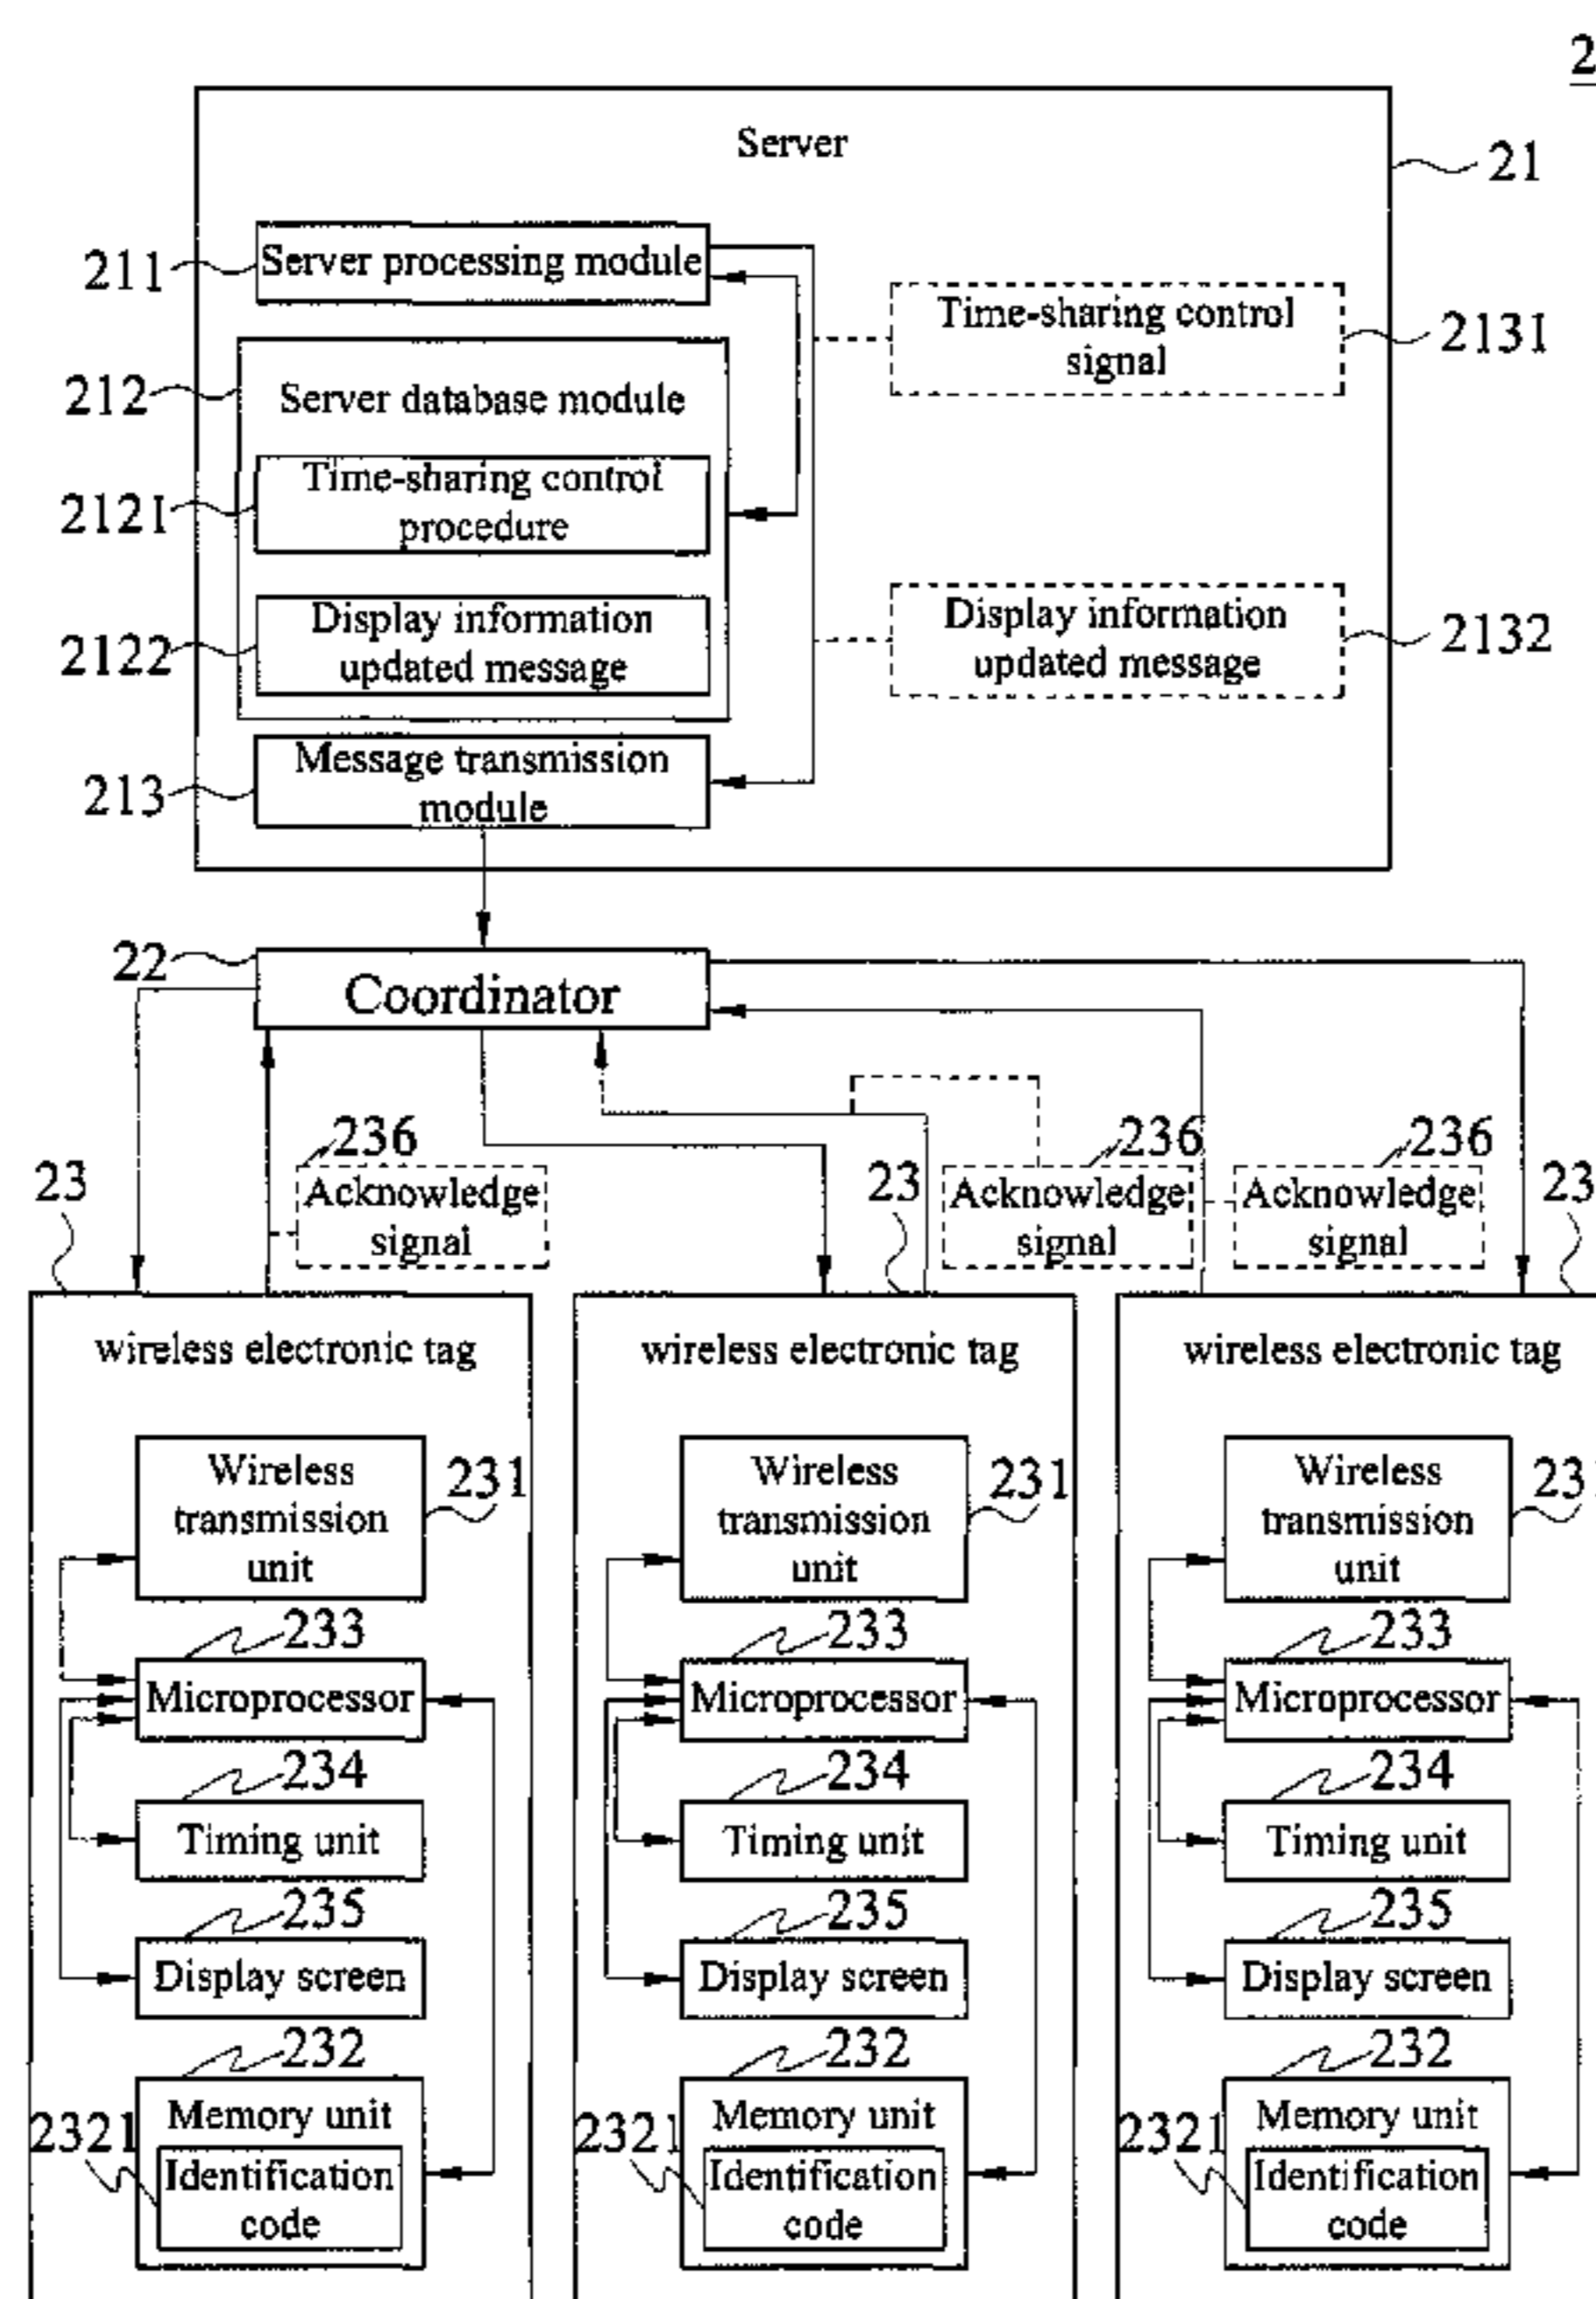 2
Server
21
211
Server processing module
Time-sharing control
signal
2131
212
Server database module
2121
Time-sharing control
procedure
2122
Display information
updated message
Display information
updated message
2132
213
Message transmission
module
22
Coordinator
23
236
Acknowledge
signal
23
236
Acknowledge
signal
236
Acknowledge
signal
23
wireless electronic tag
wireless electronic tag
wireless electronic tag
Wireless
transmission
unit
231
Wireless
transmission
unit
231
Wireless
transmission
unit
231
233
Microprocessor
233
Microprocessor
233
Microprocessor
234
Timing unit
234
Timing unit
234
Timing unit
235
Display screen
235
Display screen
235
Display screen
232
Memory unit
2321
Identification
code
232
Memory unit
2321
Identification
code
232
Memory unit
2321
Identification
code